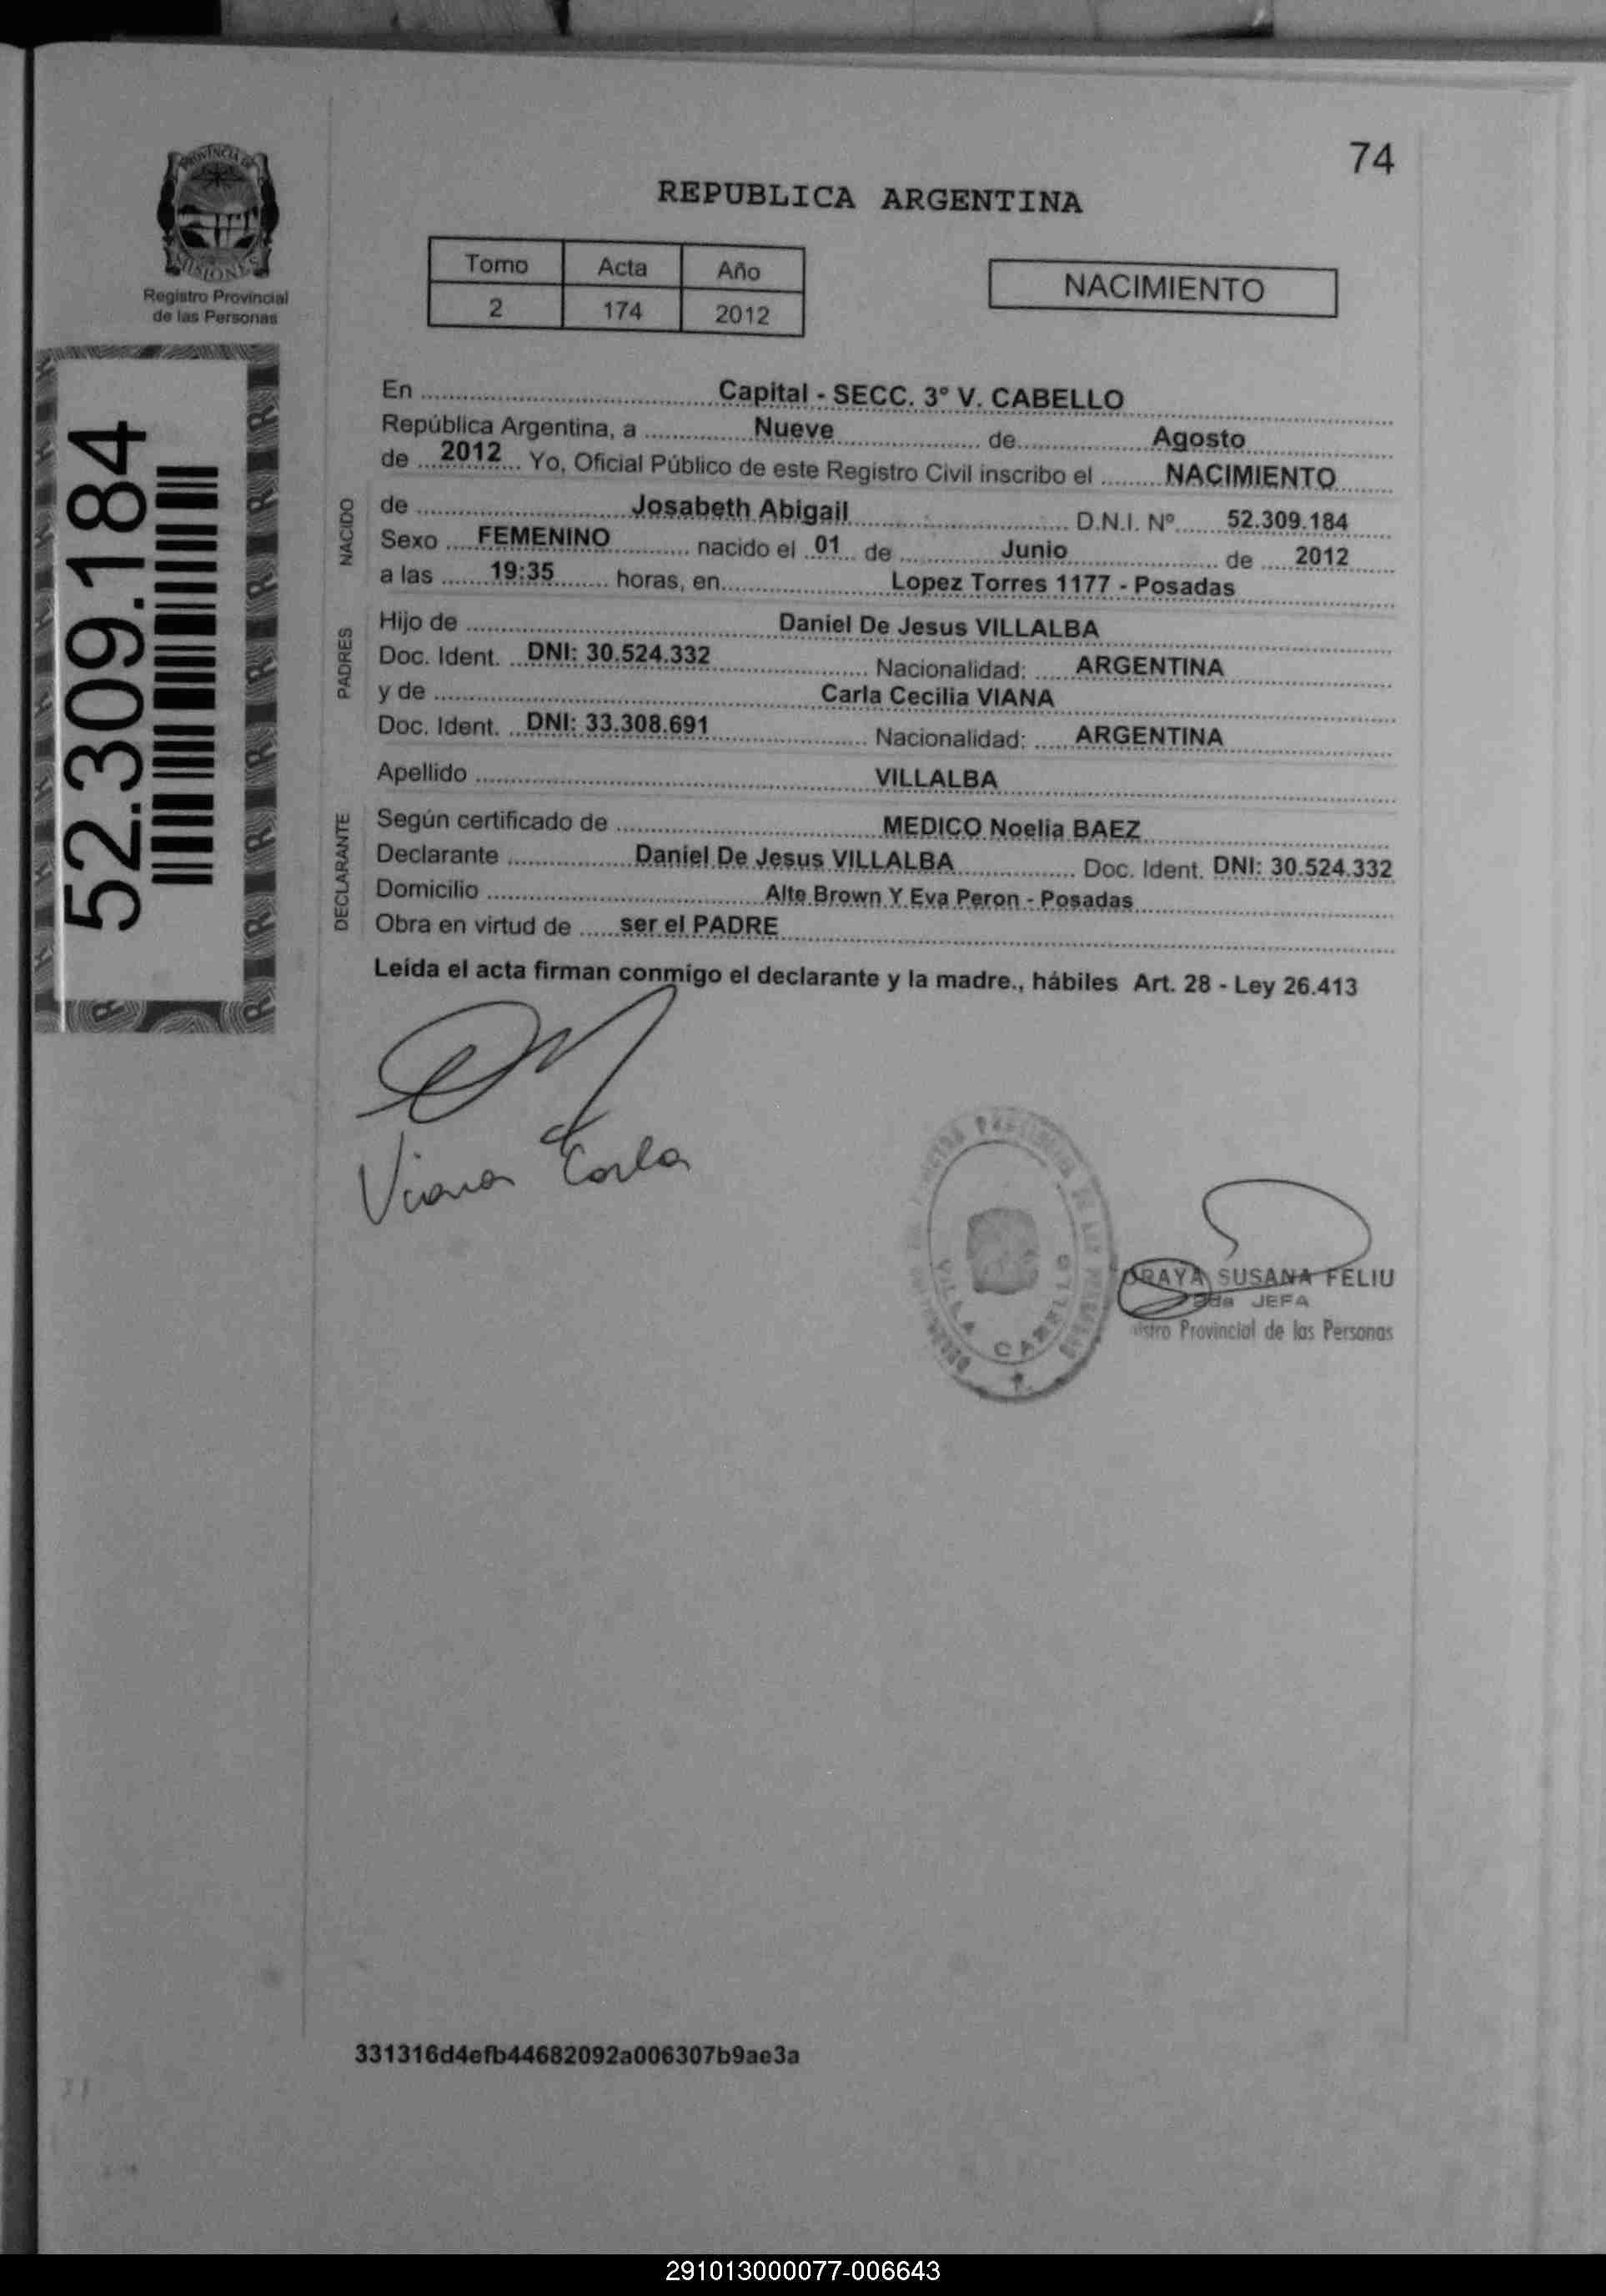 74
PROVINCIA DE
MISIONES
Registro Provincial
de las Personas
REPUBLICA ARGENTINA
Tomo Acta Año
2 174 2012
NACIMIENTO
52.309.184
En Capital - SECC. 3º V. CABELLO
República Argentina, a Nueve de Agosto
de 2012 Yo, Oficial Público de este Registro Civil inscribo el NACIMIENTO
NACIDO
de Josabeth Abigail D.N.I. Nº 52.309.184
Sexo FEMENINO nacido el 01 de Junio de 2012
a las 19:35 horas, en Lopez Torres 1177 - Posadas
PADRES
Hijo de Daniel De Jesus VILLALBA
Doc. Ident. DNI: 30.524.332 Nacionalidad: ARGENTINA
y de Carla Cecilia VIANA
Doc. Ident. DNI: 33.308.691 Nacionalidad: ARGENTINA
Apellido VILLALBA
DECLARANTE
Según certificado de MEDICO Noelia BAEZ
Declarante Daniel De Jesus VILLALBA Doc. Ident. DNI: 30.524.332
Domicilio Alte Brown Y Eva Peron - Posadas
Obra en virtud de ser el PADRE
Leída el acta firman conmigo el declarante y la madre., hábiles Art. 28 - Ley 26.413
Viana Carla
VILLA CABELLO
SUSANA FELIU
JEFA
Provincial de las Personas
331316d4efb44682092a006307b9ae3a
291013000077-006643